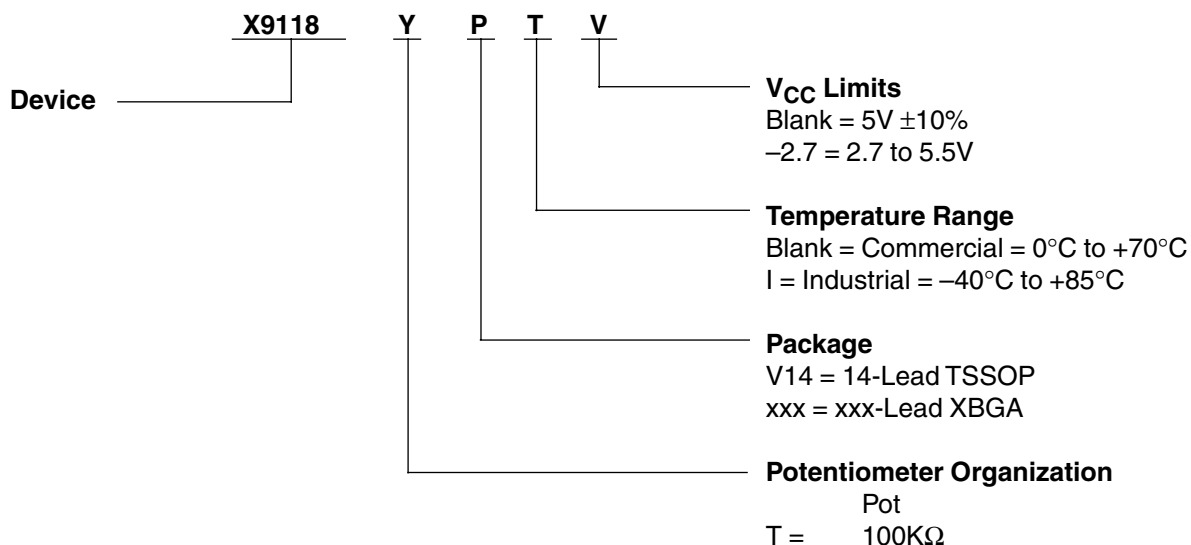 X9118 Y P T V
Device
VCC Limits
Blank = 5V ±10%
–2.7 = 2.7 to 5.5V
Temperature Range
Blank = Commercial = 0°C to +70°C
I = Industrial = –40°C to +85°C
Package
V14 = 14-Lead TSSOP
xxx = xxx-Lead XBGA
Potentiometer Organization
Pot
T = 100KΩ